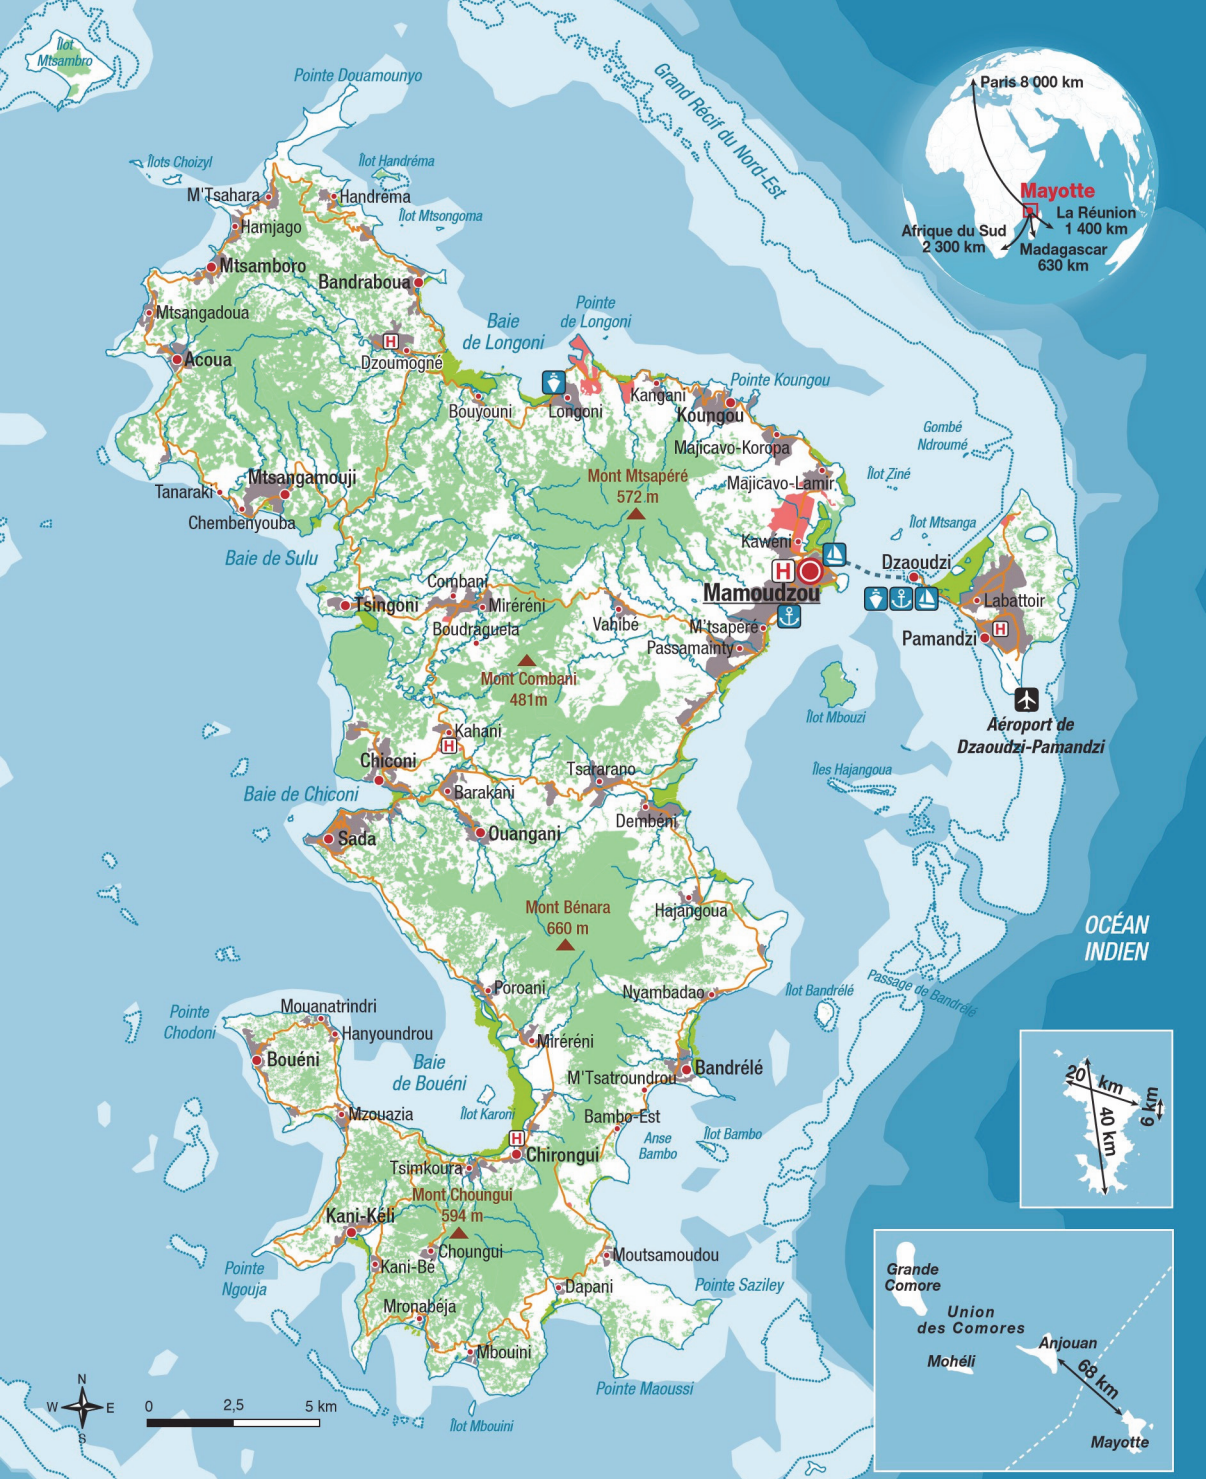 Îlot
Mtsambro
Pointe Douamounyo
Grand Récif du Nord-Est
Paris 8 000 km
Mayotte
La Réunion
1 400 km
Afrique du Sud
2 300 km
Madagascar
630 km
Îlots Choizyl
Îlot Handréma
M'Tsahara
Handréma
Îlot Mtsongoma
Hamjago
Mtsamboro
Bandraboua
Mtsangadoua
Pointe
de Longoni
Baie
de Longoni
H
Dzoumogné
Acoua
Pointe Koungou
Bouyouni
Longoni
Kangani
Koungou
Majicavo-Koropa
Gombé
Ndroumé
Mont Mtsapéré
572 m
Majicavo-Lamir
Îlot Ziné
Mtsangamouji
Tanaraki
Chembenyouba
Îlot Mtsanga
Kaweni
Baie de Sulu
H
Mamoudzou
Dzaoudzi
Labattoir
Pamandzi
H
Combani
Miréréni
Tsingoni
Boudraguela
Vahibé
M'tsaperé
Passamainty
Mont Combani
481m
Îlot Mbouzi
Aéroport de
Dzaoudzi-Pamandzi
Kahani
H
Chiconi
Tsararano
Îles Hajangoua
Baie de Chiconi
Barakani
Dembéni
Sada
Ouangani
Mont Bénara
660 m
Hajangoua
OCÉAN
INDIEN
Poroani
Nyambadao
Îlot Bandrélé
Passage de Bandrélé
Pointe
Chodoni
Mouanatrindri
Hanyoundrou
Miréréni
Bouéni
Baie
de Bouéni
M'Tsatroundrou
Bandrélé
Îlot Karoni
Mzouazia
Bambo-Est
Anse
Bambo
Îlot Bambo
H
Chirongui
Tsimkoura
Mont Choungui
594 m
Kani-Kéli
Choungui
Moutsamoudou
Pointe
Ngouja
Kani-Bé
Dapani
Pointe Saziley
Mronabéja
Mbouini
Pointe Maoussi
Îlot Mbouini
N
W
E
S
0
2,5
5 km
20 km
40 km
6 km
Grande
Comore
Union
des Comores
Anjouan
Mohéli
68 km
Mayotte